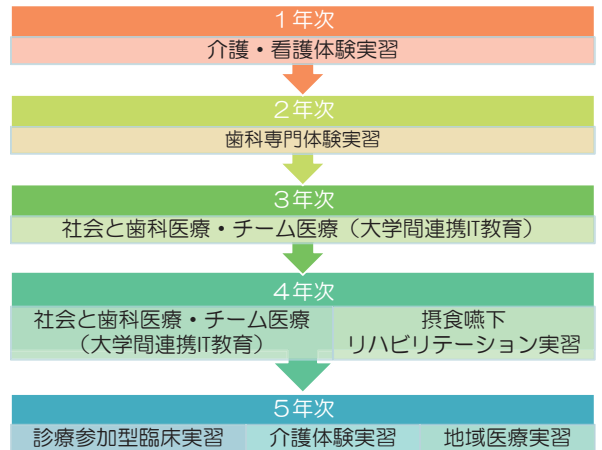 1年次
介護・看護体験実習
2年次
歯科専門体験実習
3年次
社会と歯科医療・チーム医療（大学間連携IT教育）
4年次
社会と歯科医療・チーム医療
（大学間連携IT教育）
摂食嚥下
リハビリテーション実習
5年次
診療参加型臨床実習
介護体験実習
地域医療実習